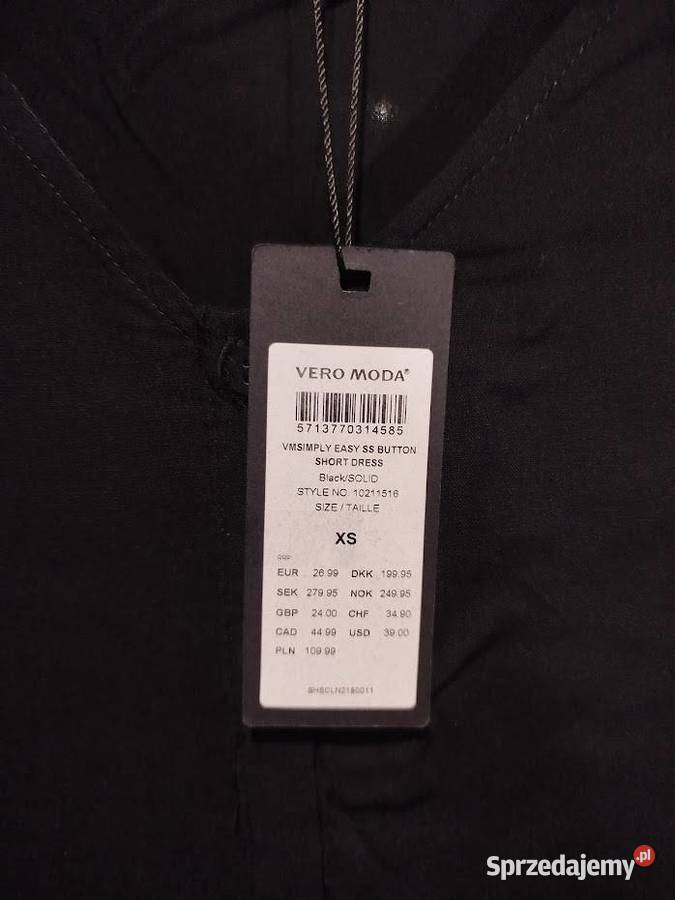 VERO MODA®
5713770314585
VMSIMPLY EASY SS BUTTON
SHORT DRESS
Black/SOLID
STYLE NO. 10211516
SIZE / TAILLE
XS
EUR 26.99 DKK 199.95
SEK 279.95 NOK 249.95
GBP 24.00 CHF 34.90
CAD 44.99 USD 39.00
PLN 109.99
SHSCLN2180011
Sprzedajemy.pl